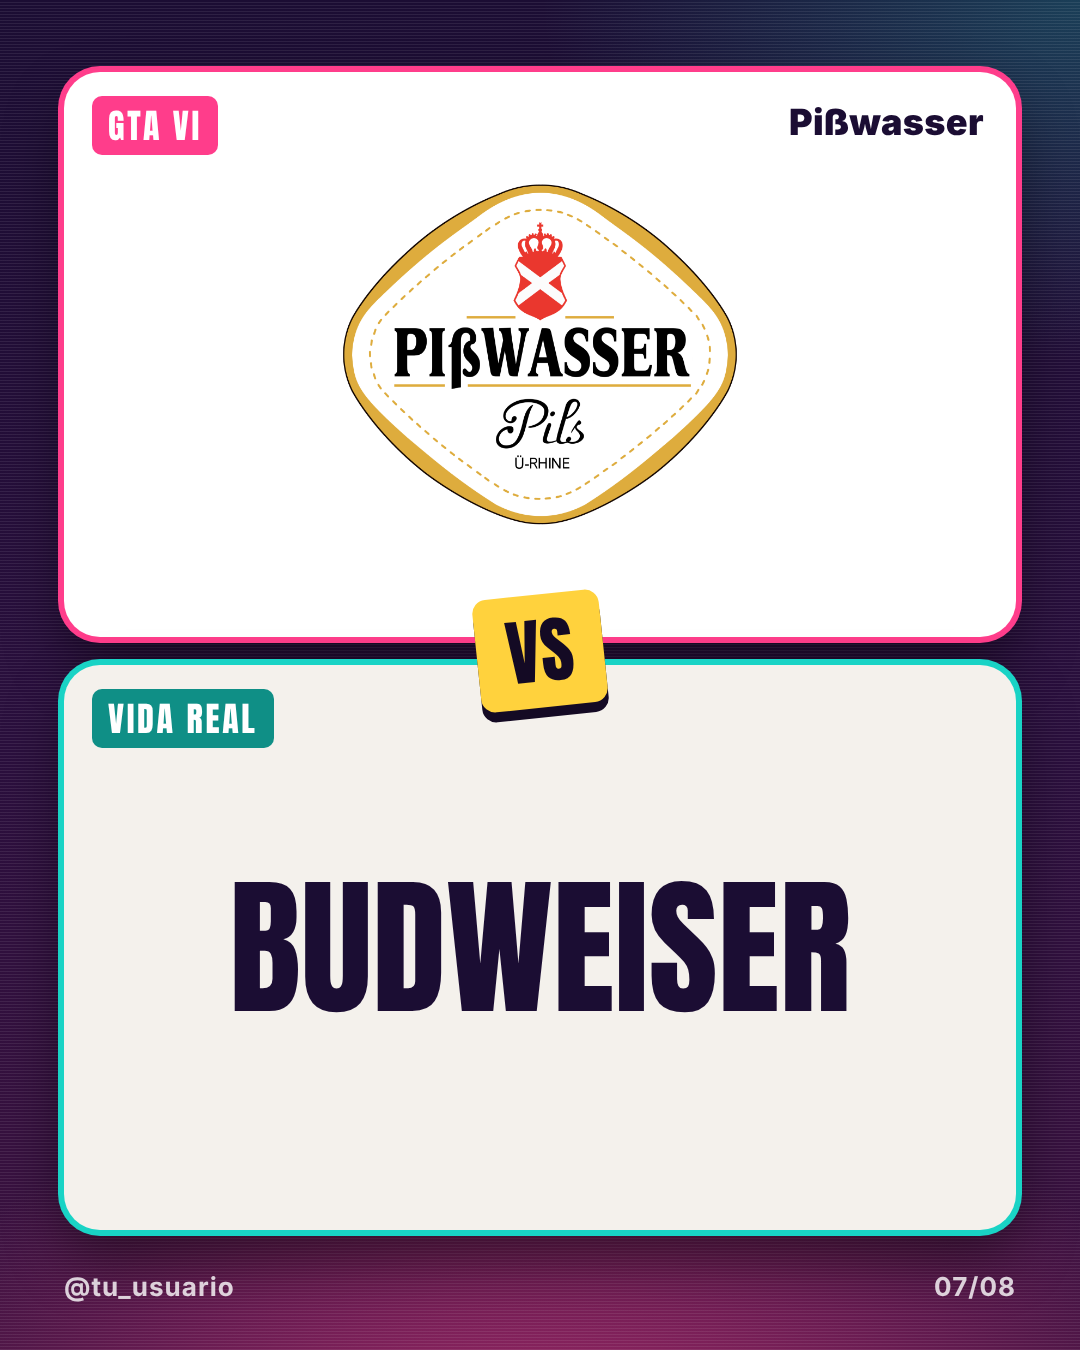 GTA VI
Pißwasser
PIßWASSER
Pils
Ü-RHINE
VS
VIDA REAL
BUDWEISER
@tu_usuario
07/08